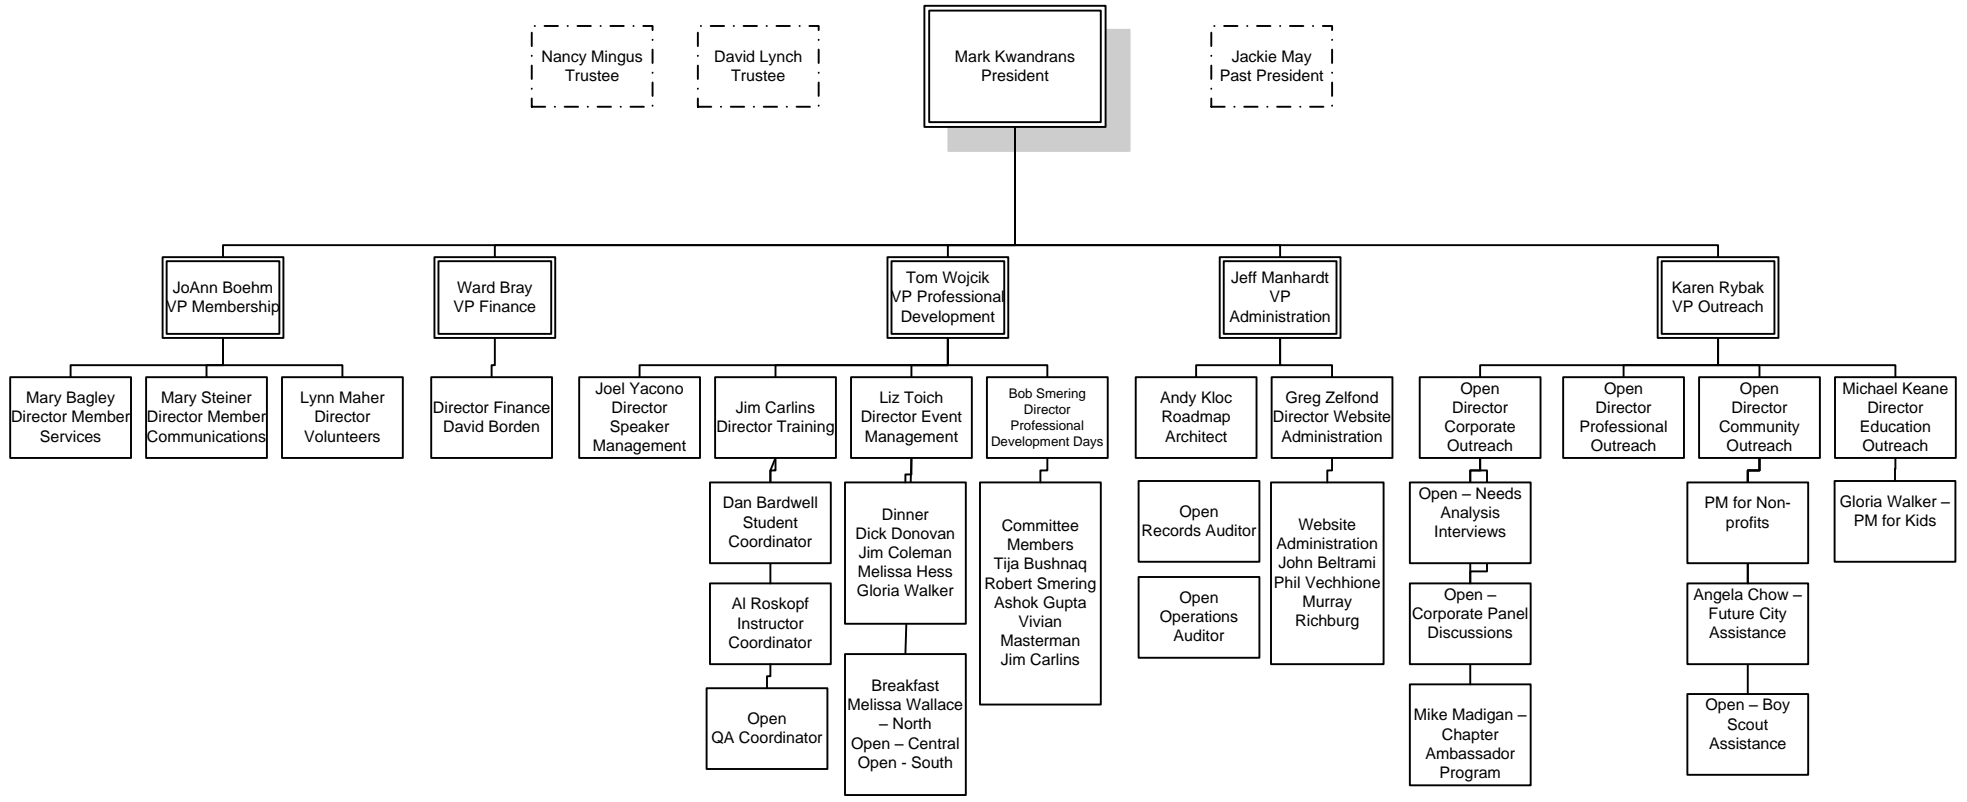 Nancy Mingus
Trustee
David Lynch
Trustee
Mark Kwandrans
President
Jackie May
Past President
JoAnn Boehm
VP Membership
Ward Bray
VP Finance
Tom Wojcik
VP Professional
Development
Jeff Manhardt
VP
Administration
Karen Rybak
VP Outreach
Mary Bagley
Director Member
Services
Mary Steiner
Director Member
Communications
Lynn Maher
Director
Volunteers
Director Finance
David Borden
Joel Yacono
Director
Speaker
Management
Jim Carlins
Director Training
Liz Toich
Director Event
Management
Bob Smering
Director
Professional
Development Days
Andy Kloc
Roadmap
Architect
Greg Zelfond
Director Website
Administration
Open
Director
Corporate
Outreach
Open
Director
Professional
Outreach
Open
Director
Community
Outreach
Michael Keane
Director
Education
Outreach
Dan Bardwell
Student
Coordinator
Dinner
Dick Donovan
Jim Coleman
Melissa Hess
Gloria Walker
Committee
Members
Tija Bushnaq
Robert Smering
Ashok Gupta
Vivian
Masterman
Jim Carlins
Open
Records Auditor
Website
Administration
John Beltrami
Phil Vechhione
Murray
Richburg
Open – Needs
Analysis
Interviews
PM for Non-
profits
Gloria Walker –
PM for Kids
Al Roskopf
Instructor
Coordinator
Open
Operations
Auditor
Open –
Corporate Panel
Discussions
Angela Chow –
Future City
Assistance
Open
QA Coordinator
Breakfast
Melissa Wallace
– North
Open – Central
Open - South
Mike Madigan –
Chapter
Ambassador
Program
Open – Boy
Scout
Assistance